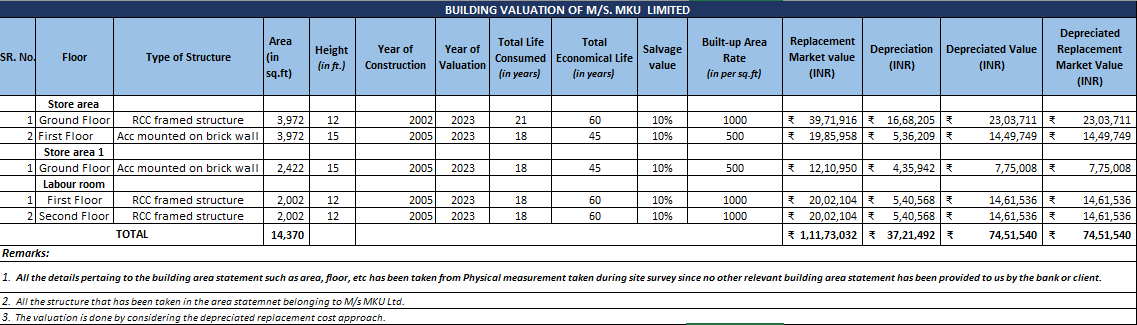 BUILDING VALUATION OF M/S. MKU LIMITED
SR. No. Floor Type of Structure Area (in sq.ft) Height (in ft.) Year of Construction Year of Valuation Total Life Consumed (in years) Total Economical Life (in years) Salvage value Built-up Area Rate (in per sq.ft) Replacement Market value (INR) Depreciation (INR) Depreciated Value (INR) Depreciated Replacement Market Value (INR)
Store area
1 Ground Floor RCC framed structure 3,972 12 2002 2023 21 60 10% 1000 ₹ 39,71,916 ₹ 16,68,205 ₹ 23,03,711 ₹ 23,03,711
2 First Floor Acc mounted on brick wall 3,972 15 2005 2023 18 45 10% 500 ₹ 19,85,958 ₹ 5,36,209 ₹ 14,49,749 ₹ 14,49,749
Store area 1
1 Ground Floor Acc mounted on brick wall 2,422 15 2005 2023 18 45 10% 500 ₹ 12,10,950 ₹ 4,35,942 ₹ 7,75,008 ₹ 7,75,008
Labour room
1 First Floor RCC framed structure 2,002 12 2005 2023 18 60 10% 1000 ₹ 20,02,104 ₹ 5,40,568 ₹ 14,61,536 ₹ 14,61,536
2 Second Floor RCC framed structure 2,002 12 2005 2023 18 60 10% 1000 ₹ 20,02,104 ₹ 5,40,568 ₹ 14,61,536 ₹ 14,61,536
TOTAL 14,370 ₹ 1,11,73,032 ₹ 37,21,492 ₹ 74,51,540 ₹ 74,51,540
Remarks:
1. All the details pertaining to the building area statement such as area, floor, etc has been taken from Physical measurement taken during site survey since no other relevant building area statement has been provided to us by the bank or client.
2. All the structure that has been taken in the area statemnet belonging to M/s MKU Ltd.
3. The valuation is done by considering the depreciated replacement cost approach.